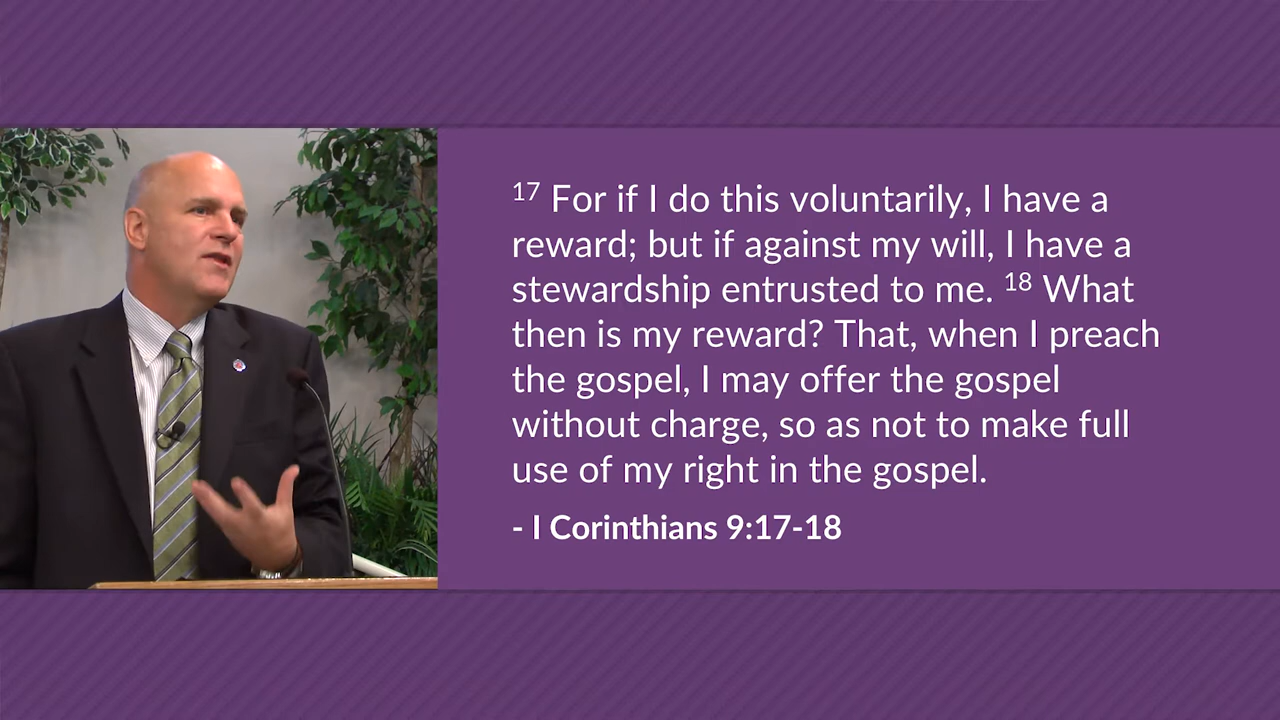 17 For if I do this voluntarily, I have a
reward; but if against my will, I have a
stewardship entrusted to me. 18 What
then is my reward? That, when I preach
the gospel, I may offer the gospel
without charge, so as not to make full
use of my right in the gospel.
- I Corinthians 9:17-18